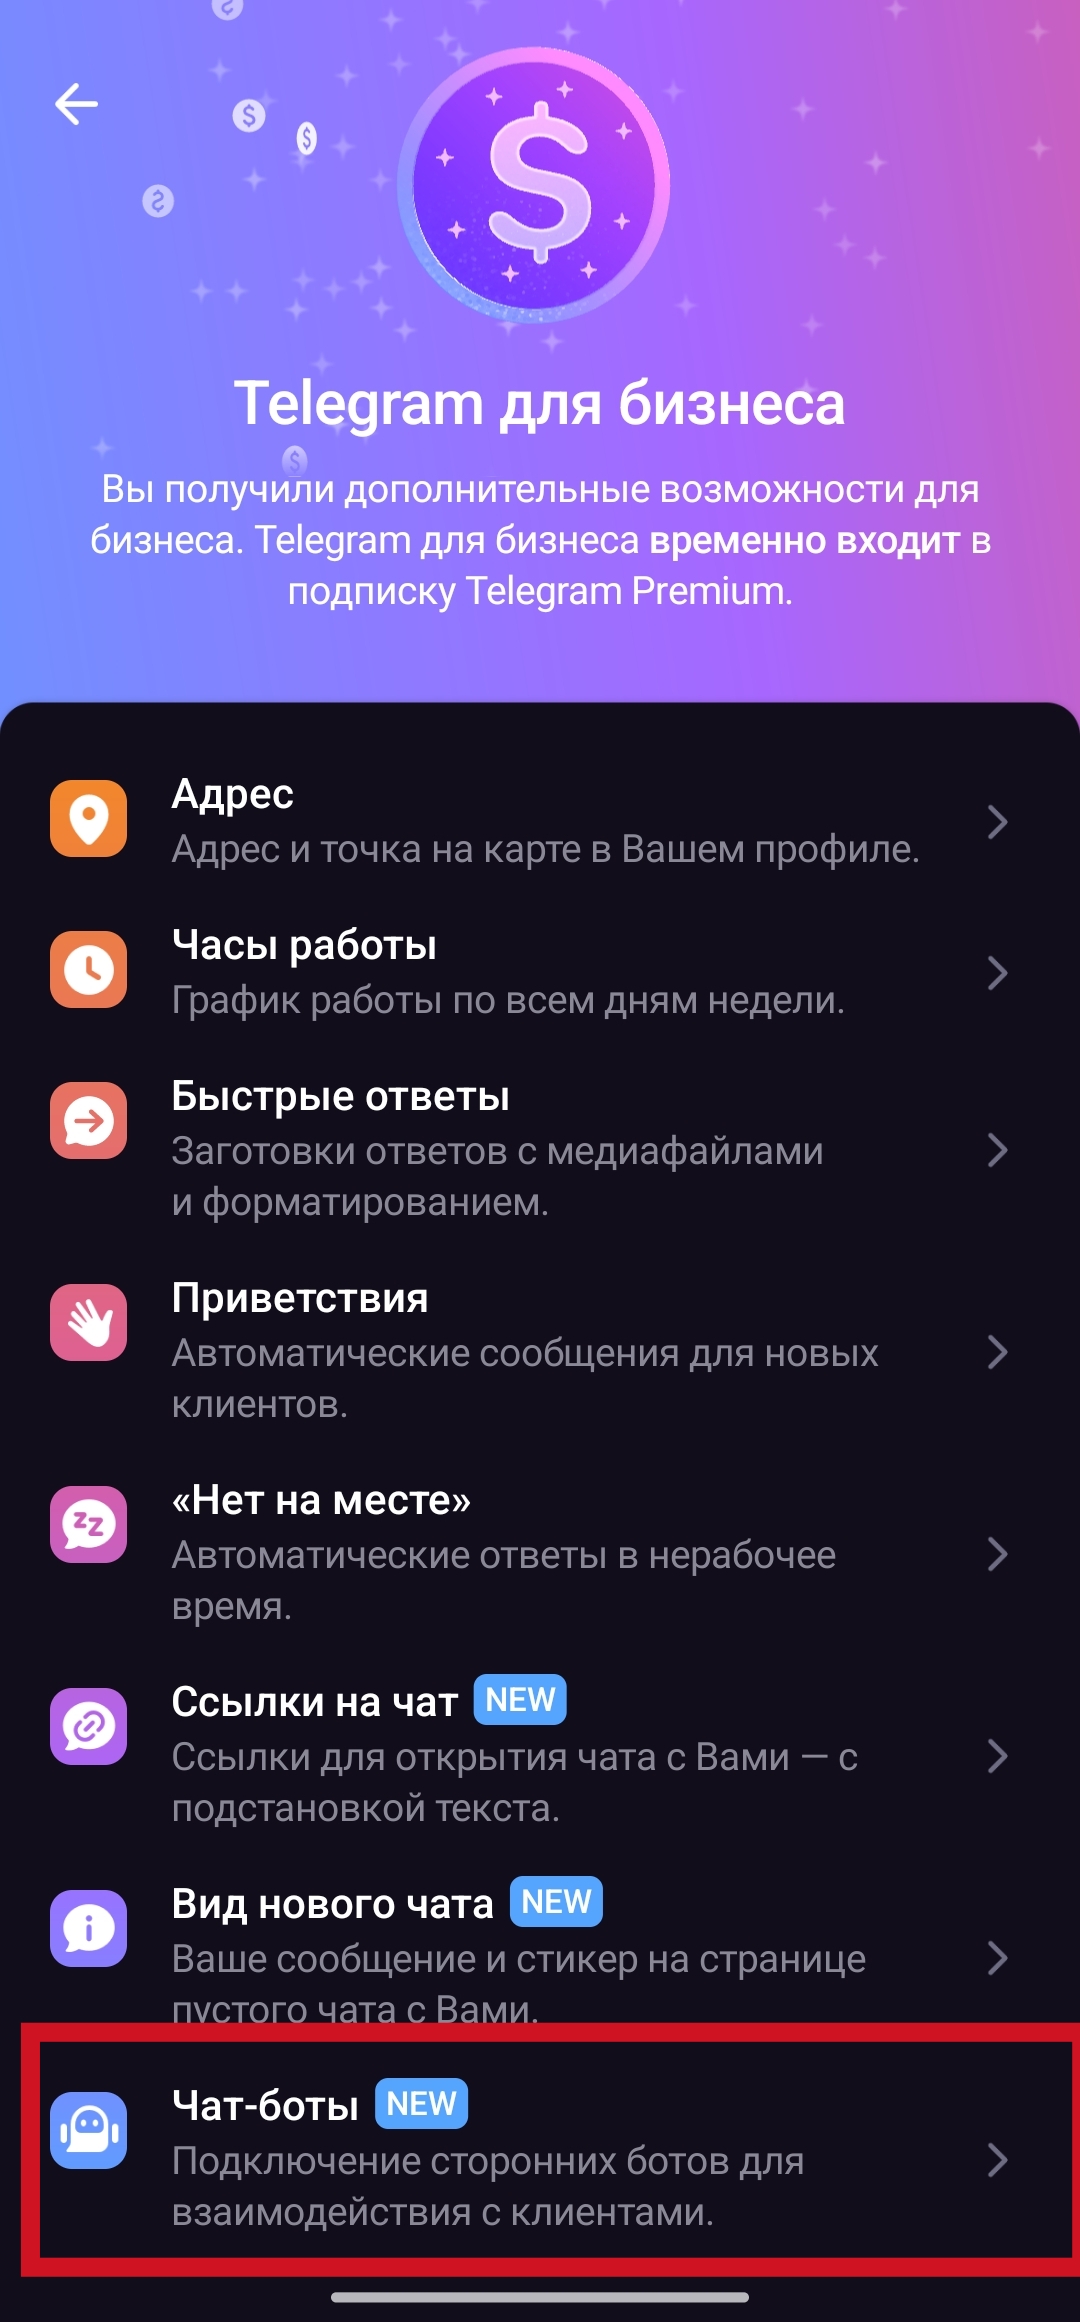 Telegram для бизнеса
Вы получили дополнительные возможности для
бизнеса. Telegram для бизнеса временно входит в
подписку Telegram Premium.
Адрес
Адрес и точка на карте в Вашем профиле.
Часы работы
График работы по всем дням недели.
Быстрые ответы
Заготовки ответов с медиафайлами
и форматированием.
Приветствия
Автоматические сообщения для новых
клиентов.
«Нет на месте»
Автоматические ответы в нерабочее
время.
Ссылки на чат NEW
Ссылки для открытия чата с Вами — с
подстановкой текста.
Вид нового чата NEW
Ваше сообщение и стикер на странице
пустого чата с Вами.
Чат-боты NEW
Подключение сторонних ботов для
взаимодействия с клиентами.